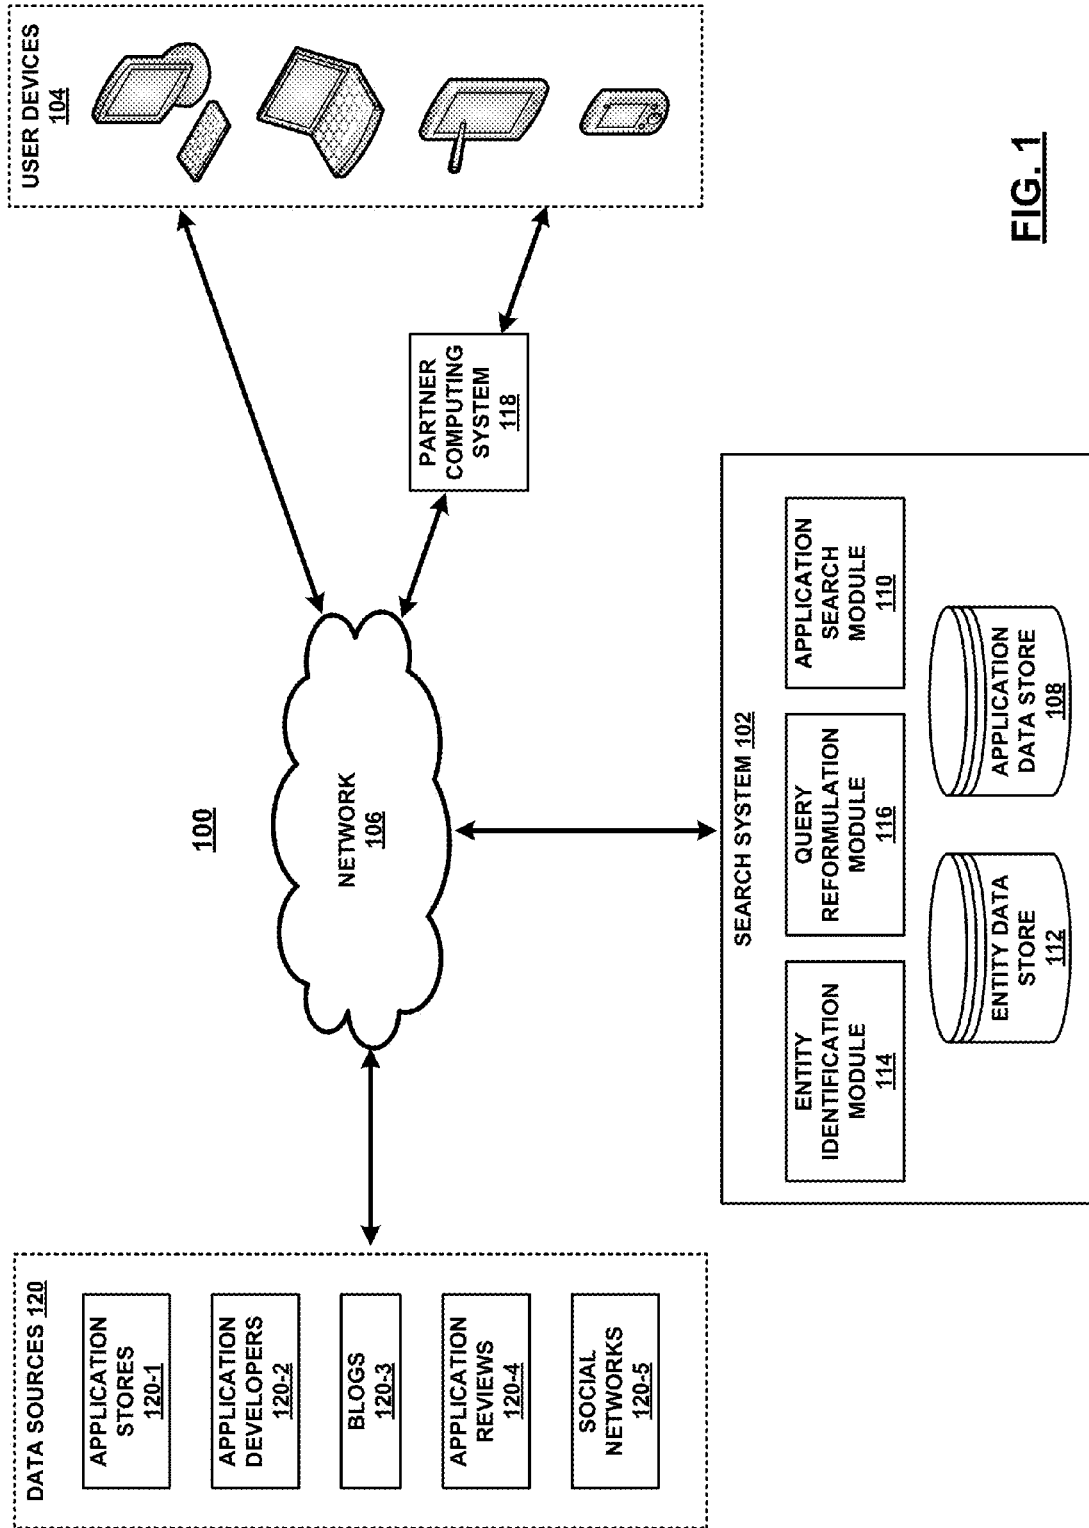 DATA SOURCES 120
APPLICATION
STORES
120-1
APPLICATION
DEVELOPERS
120-2
BLOGS
120-3
APPLICATION
REVIEWS
120-4
SOCIAL
NETWORKS
120-5
100
NETWORK
106
USER DEVICES
104
PARTNER
COMPUTING
SYSTEM
118
SEARCH SYSTEM 102
ENTITY
IDENTIFICATION
MODULE
114
QUERY
REFORMULATION
MODULE
116
APPLICATION
SEARCH
MODULE
110
ENTITY DATA
STORE
112
APPLICATION
DATA STORE
108
FIG. 1